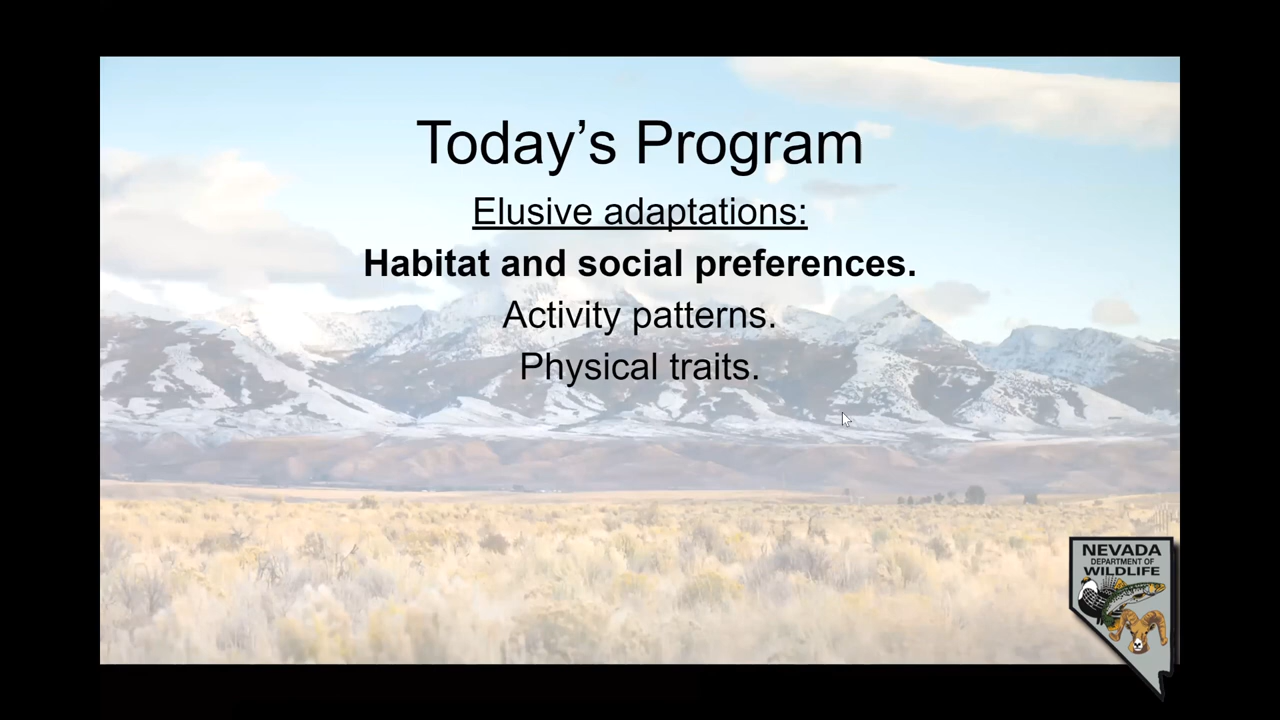 Today’s Program
Elusive adaptations:
Habitat and social preferences.
Activity patterns.
Physical traits.
NEVADA
DEPARTMENT OF
WILDLIFE